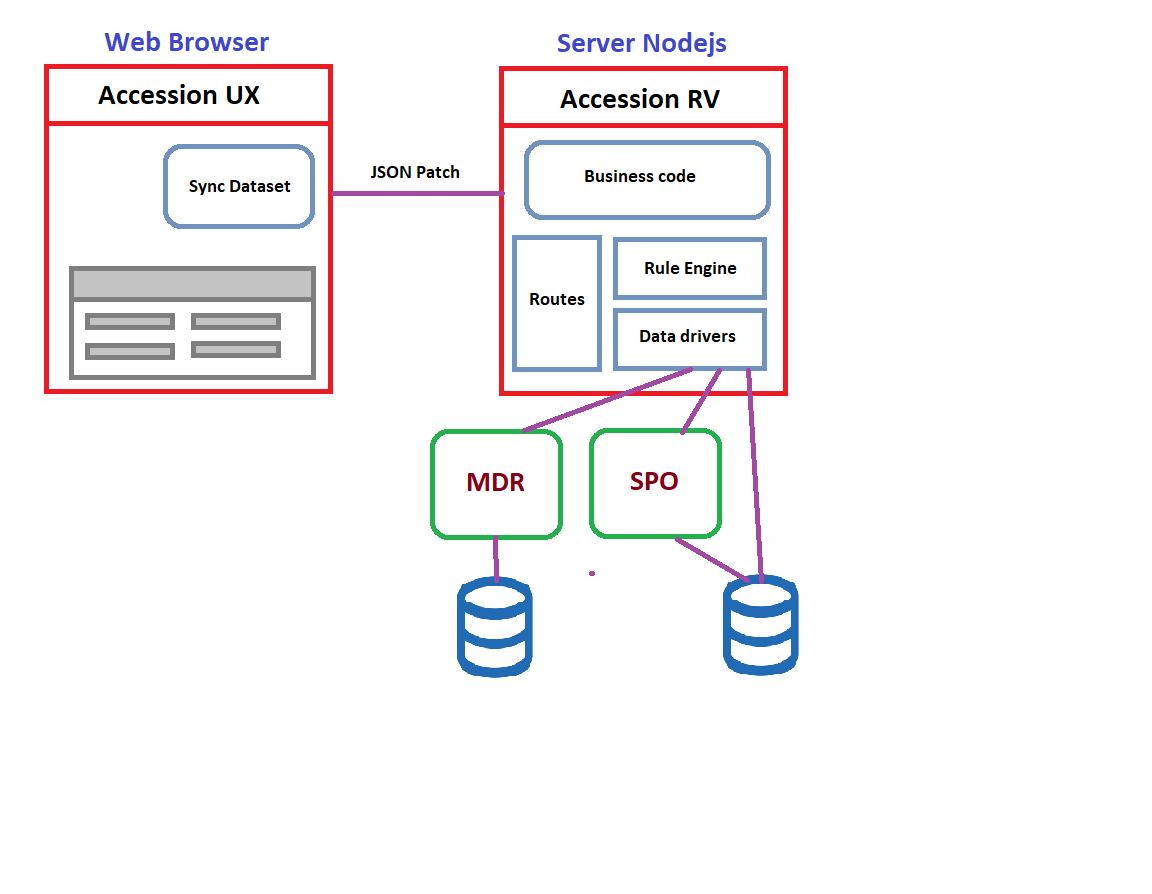 Web Browser
Server Nodejs
Accession UX
Accession RV
Sync Dataset
JSON Patch
Business code
Routes
Rule Engine
Data drivers
MDR
SPO